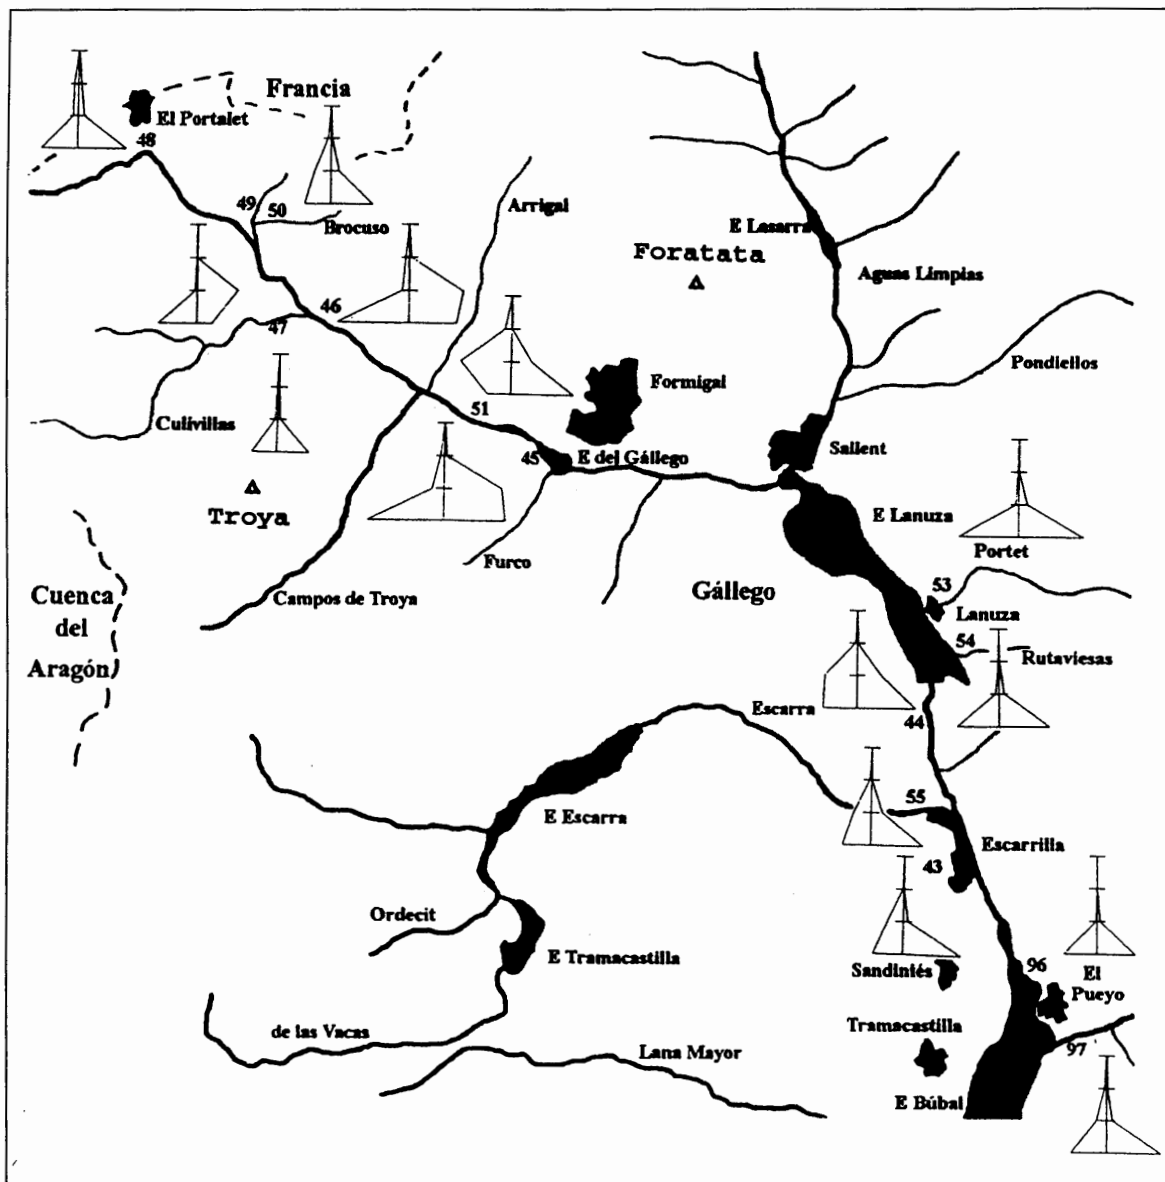 Francia
El Portalet
48
49
50
Brocuso
Arrigal
E Lasarra
Foratata
Aguas Limpias
46
47
Culivillas
Pondiellos
Formigal
51
Sallent
45
E del Gállego
Troya
E Lanuza
Portet
Furco
53
Cuenca
del
Aragón
Campos de Troya
Gállego
Lanuza
54
Rutaviesas
Escarra
44
55
E Escarra
Escarrilla
43
Ordecit
E Tramacastilla
Sandiniés
96
El
Pueyo
de las Vacas
Tramacastilla
Lana Mayor
97
E Búbal